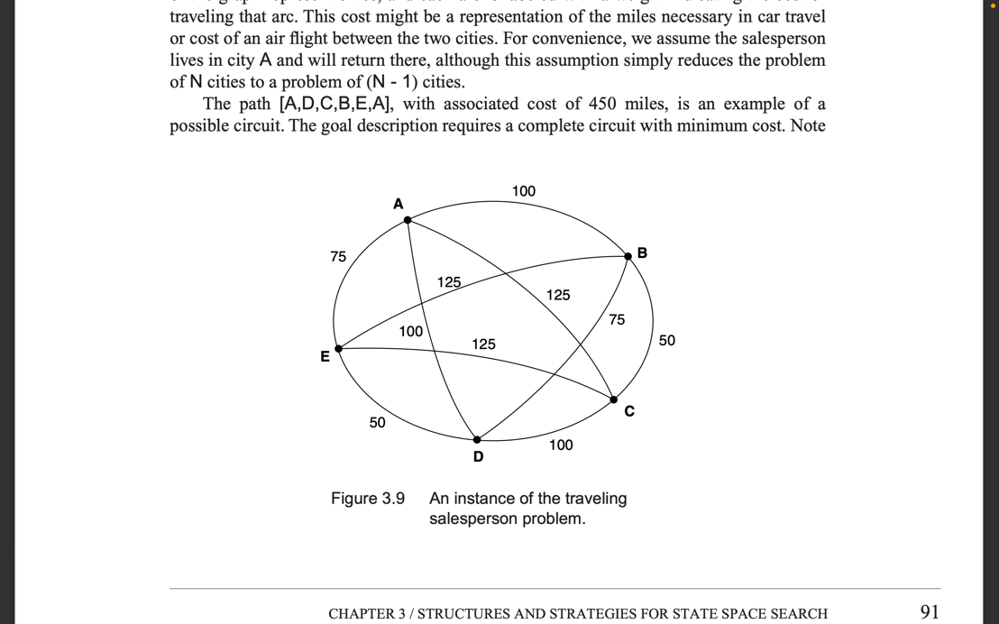 traveling that arc. This cost might be a representation of the miles necessary in car travel
or cost of an air flight between the two cities. For convenience, we assume the salesperson
lives in city A and will return there, although this assumption simply reduces the problem
of N cities to a problem of (N - 1) cities.
The path [A,D,C,B,E,A], with associated cost of 450 miles, is an example of a
possible circuit. The goal description requires a complete circuit with minimum cost. Note
100
A
B
75
125
125
75
100
125
50
E
C
50
100
D
Figure 3.9 An instance of the traveling
salesperson problem.
CHAPTER 3 / STRUCTURES AND STRATEGIES FOR STATE SPACE SEARCH 91